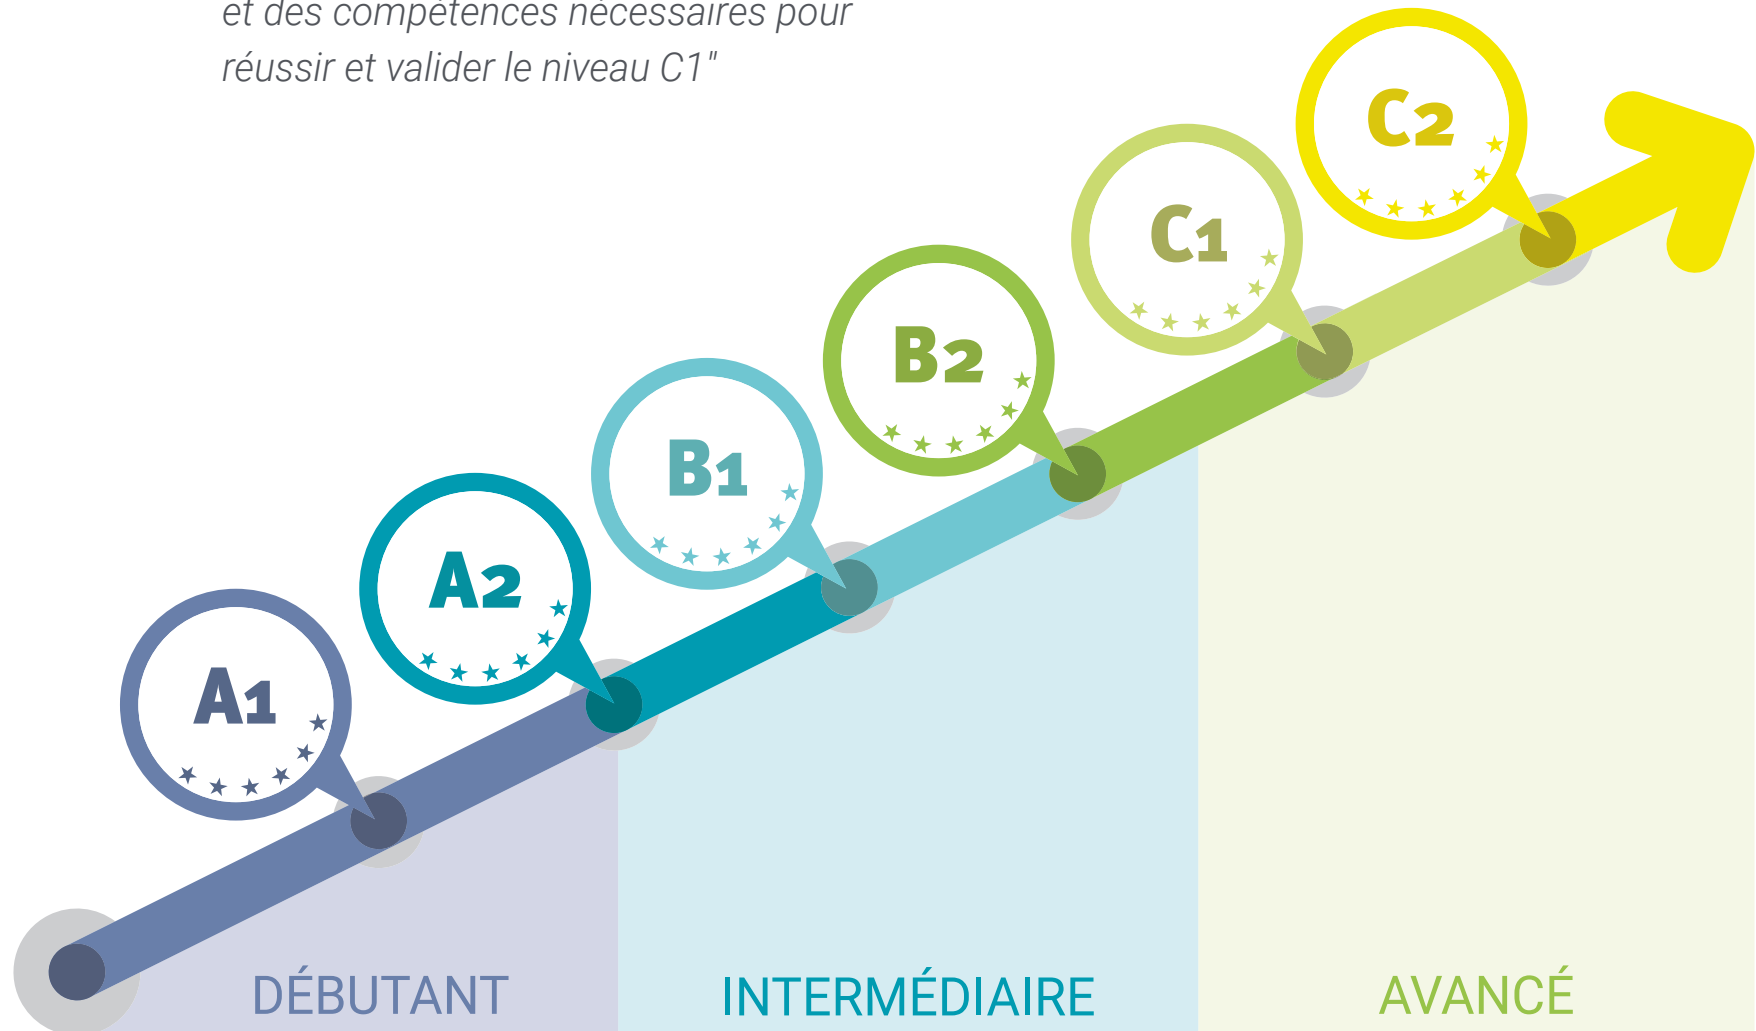 et des compétences nécessaires pour
réussir et valider le niveau C1"
C2
C1
B2
B1
A2
A1
DÉBUTANT
INTERMÉDIAIRE
AVANCÉ